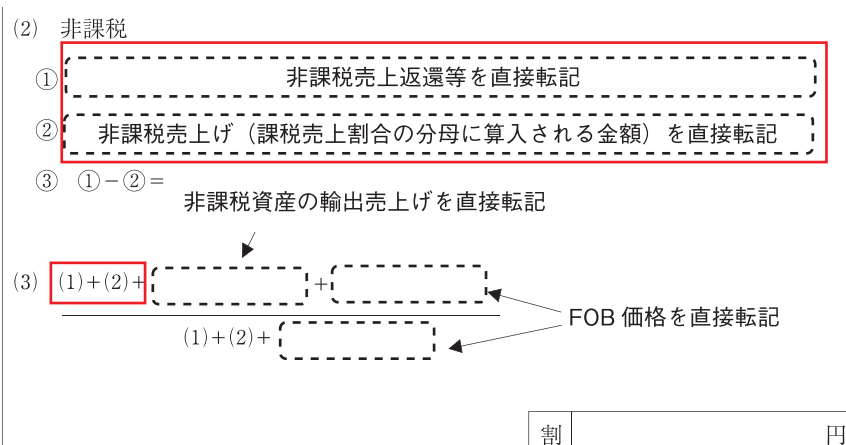 (2) 非課税
① 非課税売上返還等を直接転記
② 非課税売上げ（課税売上割合の分母に算入される金額）を直接転記
③ ①－②＝
非課税資産の輸出売上げを直接転記
(3) (1)+(2)+ +
(1)+(2)+
FOB 価格を直接転記
割 円